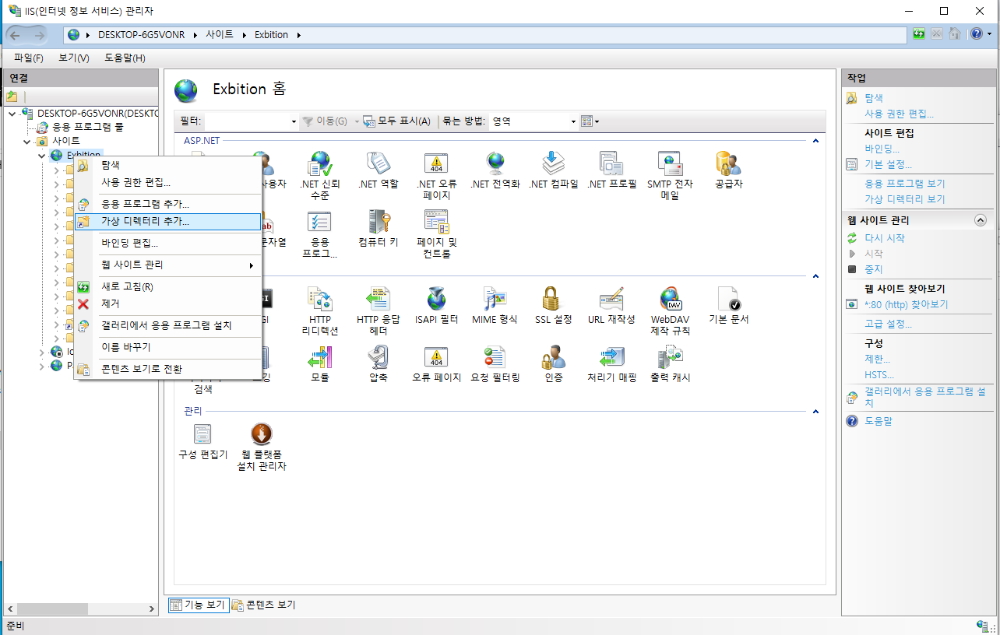 IIS(인터넷 정보 서비스) 관리자
DESKTOP-6G5VONR
사이트
Exbition
파일(F)
보기(V)
도움말(H)
연결
DESKTOP-6G5VONR(DESKTO
응용 프로그램 풀
사이트
Exbition
탐색
사용 권한 편집...
응용 프로그램 추가...
가상 디렉터리 추가...
바인딩 편집...
웹 사이트 관리
새로 고침(R)
제거
갤러리에서 응용 프로그램 설치
이름 바꾸기
콘텐츠 보기로 전환
Exbition 홈
필터:
이동(G)
모두 표시(A)
묶는 방법:
영역
ASP.NET
사용자
.NET 신뢰
수준
.NET 역할
.NET 오류
페이지
.NET 전역화
.NET 컴파일
.NET 프로필
SMTP 전자
메일
공급자
문자열
응용
프로그...
컴퓨터 키
페이지 및
컨트롤
HTTP
리디렉션
HTTP 응답
헤더
ISAPI 필터
MIME 형식
SSL 설정
URL 재작성
WebDAV
제작 규칙
기본 문서
검색
모듈
압축
오류 페이지
요청 필터링
인증
처리기 매핑
출력 캐시
관리
구성 편집기
웹 플랫폼
설치 관리자
기능 보기
콘텐츠 보기
작업
탐색
사용 권한 편집...
사이트 편집
바인딩...
기본 설정...
응용 프로그램 보기
가상 디렉터리 보기
웹 사이트 관리
다시 시작
시작
중지
웹 사이트 찾아보기
*:80 (http) 찾아보기
고급 설정...
구성
제한...
HSTS...
갤러리에서 응용 프로그램 설
치
도움말
준비